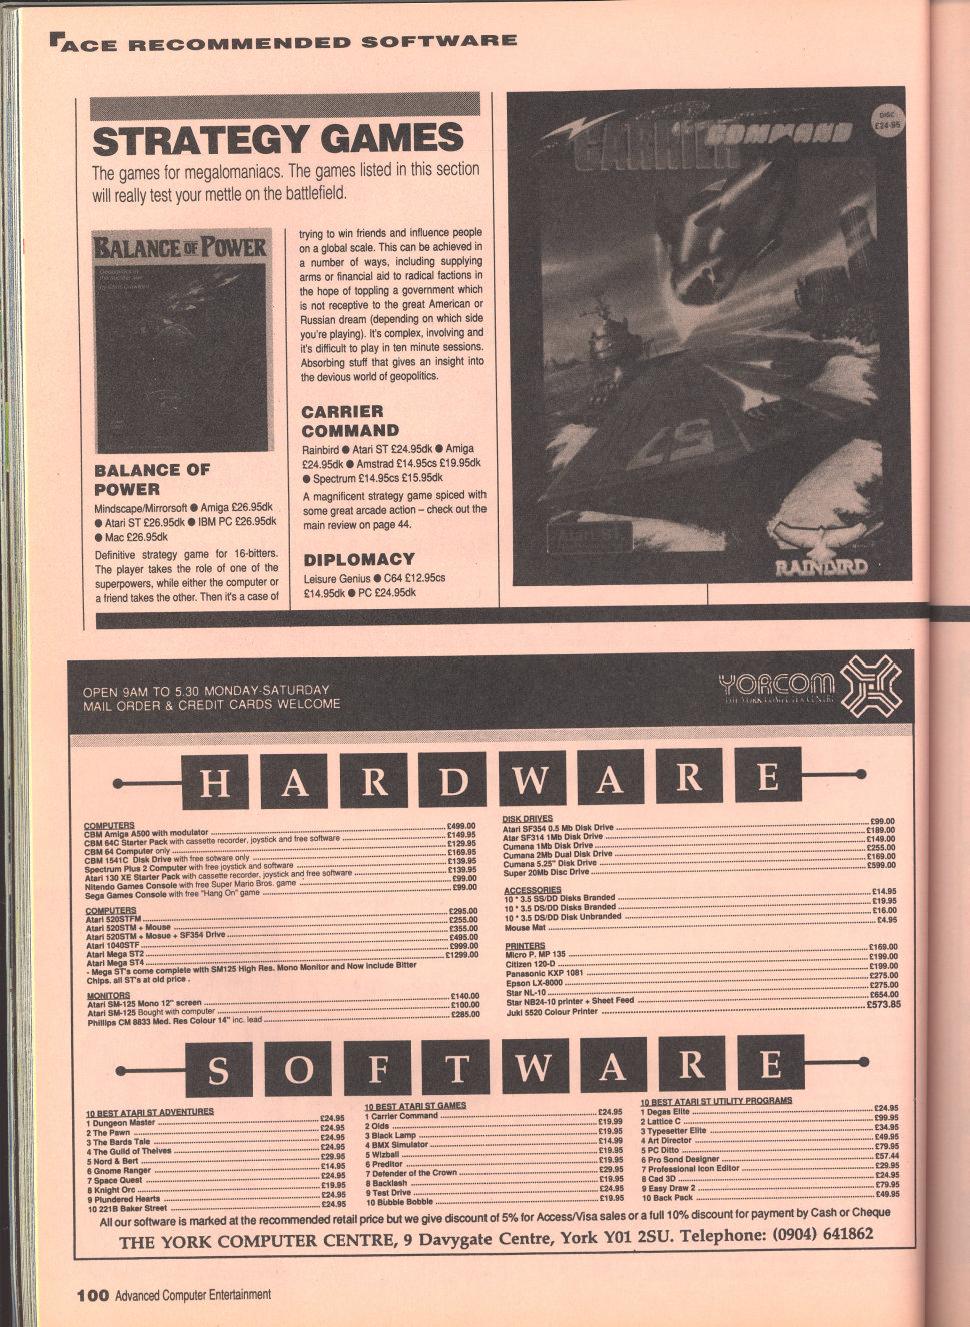 ACE RECOMMENDED SOFTWARE
STRATEGY GAMES
The games for megalomaniacs. The games listed in this section
will really test your mettle on the battlefield.
BALANCE OF POWER
Geopolitics in
the nuclear age
by Chris Crawford
BALANCE OF
POWER
Mindscape/Mirrorsoft ● Amiga £26.95dk
● Atari ST £26.95dk ● IBM PC £26.95dk
● Mac £26.95dk
Definitive strategy game for 16-bitters.
The player takes the role of one of the
superpowers, while either the computer or
a friend takes the other. Then it's a case of
trying to win friends and influence people
on a global scale. This can be achieved in
a number of ways, including supplying
arms or financial aid to radical factions in
the hope of toppling a government which
is not receptive to the great American or
Russian dream (depending on which side
you're playing). It's complex, involving and
it's difficult to play in ten minute sessions.
Absorbing stuff that gives an insight into
the devious world of geopolitics.
CARRIER
COMMAND
Rainbird ● Atari ST £24.95dk ● Amiga
£24.95dk ● Amstrad £14.95cs £19.95dk
● Spectrum £14.95cs £15.95dk
A magnificent strategy game spiced with
some great arcade action – check out the
main review on page 44.
DIPLOMACY
Leisure Genius ● C64 £12.95cs
£14.95dk ● PC £24.95dk
CARRIER COMMAND
DISC
£24·95
57
Atari ST
RAINBIRD
OPEN 9AM TO 5.30 MONDAY-SATURDAY
MAIL ORDER & CREDIT CARDS WELCOME
YORCOM
THE YORK COMPUTER CENTRE
HARDWARE
COMPUTERS
CBM Amiga A500 with modulator £499.00
CBM 64C Starter Pack with cassette recorder, joystick and free software £149.95
CBM 64 Computer only £129.95
CBM 1541C Disk Drive with free sotware only £169.95
Spectrum Plus 2 Computer with free joystick and software £139.95
Atari 130 XE Starter Pack with cassette recorder, joystick and free software £139.95
Nintendo Games Console with free Super Mario Bros. game £99.00
Sega Games Console with free "Hang On" game £99.00
COMPUTERS
Atari 520STFM £295.00
Atari 520STM + Mouse £255.00
Atari 520STM + Mosue + SF354 Drive £355.00
Atari 1040STF £495.00
Atari Mega ST2 £999.00
Atari Mega ST4 £1299.00
- Mega ST's come complete with SM125 High Res. Mono Monitor and Now include Bitter
Chips. all ST's at old price .
MONITORS
Atari SM-125 Mono 12" screen £140.00
Atari SM-125 Bought with computer £100.00
Phillips CM 8833 Med. Res Colour 14" inc. lead £285.00
DISK DRIVES
Atari SF354 0.5 Mb Disk Drive £99.00
Atar SF314 1Mb Disk Drive £189.00
Cumana 1Mb Disk Drive £149.00
Cumana 2Mb Dual Disk Drive £255.00
Cumana 5.25" Disk Drive £169.00
Super 20Mb Disc Drive £599.00
ACCESSORIES
10 * 3.5 SS/DD Disks Branded £14.95
10 * 3.5 DS/DD Disks Branded £19.95
10 * 3.5 DS/DD Disk Unbranded £16.00
Mouse Mat £4.95
PRINTERS
Micro P. MP 135 £169.00
Citizen 120-D £199.00
Panasonic KXP 1081 £199.00
Epson LX-8000 £275.00
Star NL-10 £275.00
Star NB24-10 printer + Sheet Feed £654.00
Juki 5520 Colour Printer £573.85
SOFTWARE
10 BEST ATARI ST ADVENTURES
1 Dungeon Master £24.95
2 The Pawn £24.95
3 The Bards Tale £24.95
4 The Guild of Theives £24.95
5 Nord & Bert £29.95
6 Gnome Ranger £14.95
7 Space Quest £24.95
8 Knight Orc £19.95
9 Plundered Hearts £24.95
10 221B Baker Street £24.95
10 BEST ATARI ST GAMES
1 Carrier Command £24.95
2 Oids £19.99
3 Black Lamp £19.95
4 BMX Simulator £14.99
5 Wizball £19.95
6 Preditor £19.95
7 Defender of the Crown £29.95
8 Backlash £19.95
9 Test Drive £24.95
10 Bubble Bobble £19.95
10 BEST ATARI ST UTILITY PROGRAMS
1 Degas Elite £24.95
2 Lattice C £99.95
3 Typesetter Elite £34.95
4 Art Director £49.95
5 PC Ditto £79.95
6 Pro Sond Designer £57.44
7 Professional Icon Editor £29.95
8 Cad 3D £24.95
9 Easy Draw 2 £79.95
10 Back Pack £49.95
All our software is marked at the recommended retail price but we give discount of 5% for Access/Visa sales or a full 10% discount for payment by Cash or Cheque
THE YORK COMPUTER CENTRE, 9 Davygate Centre, York Y01 2SU. Telephone: (0904) 641862
100 Advanced Computer Entertainment